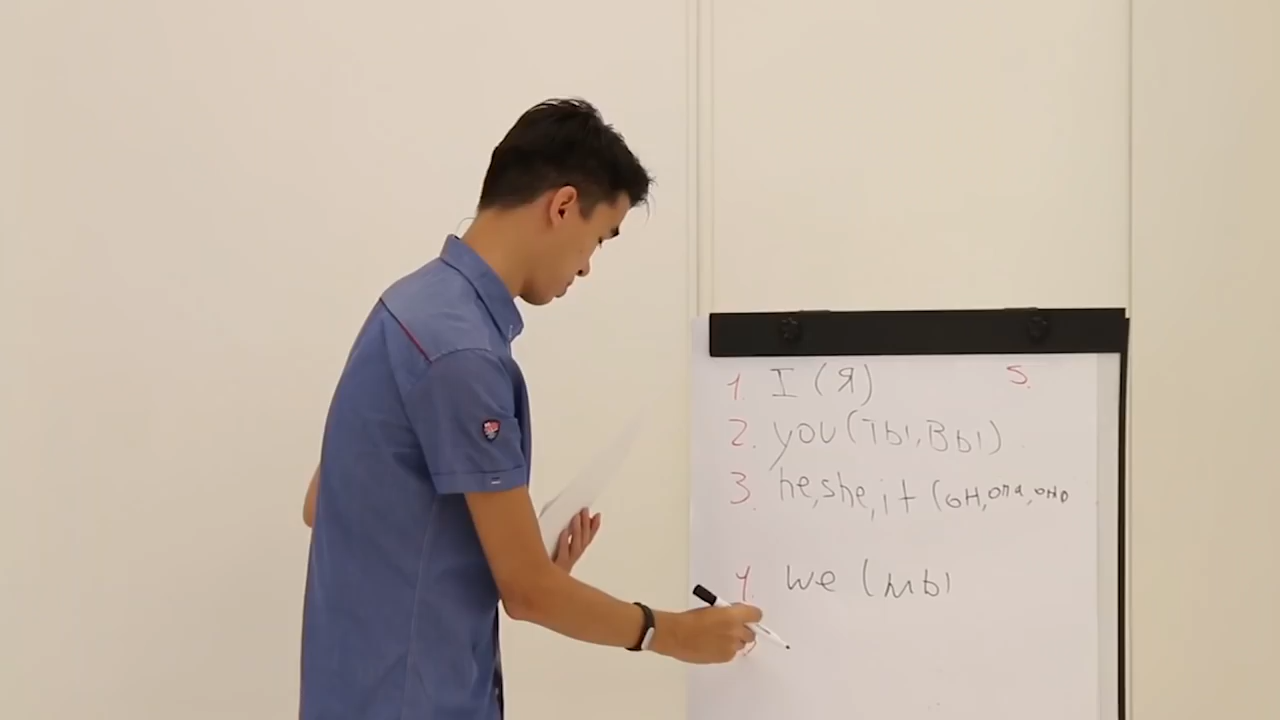 1. I (Я) 5.
2. you (Ты, Вы)
3. he, she, it (он, она, оно
4. we (мы